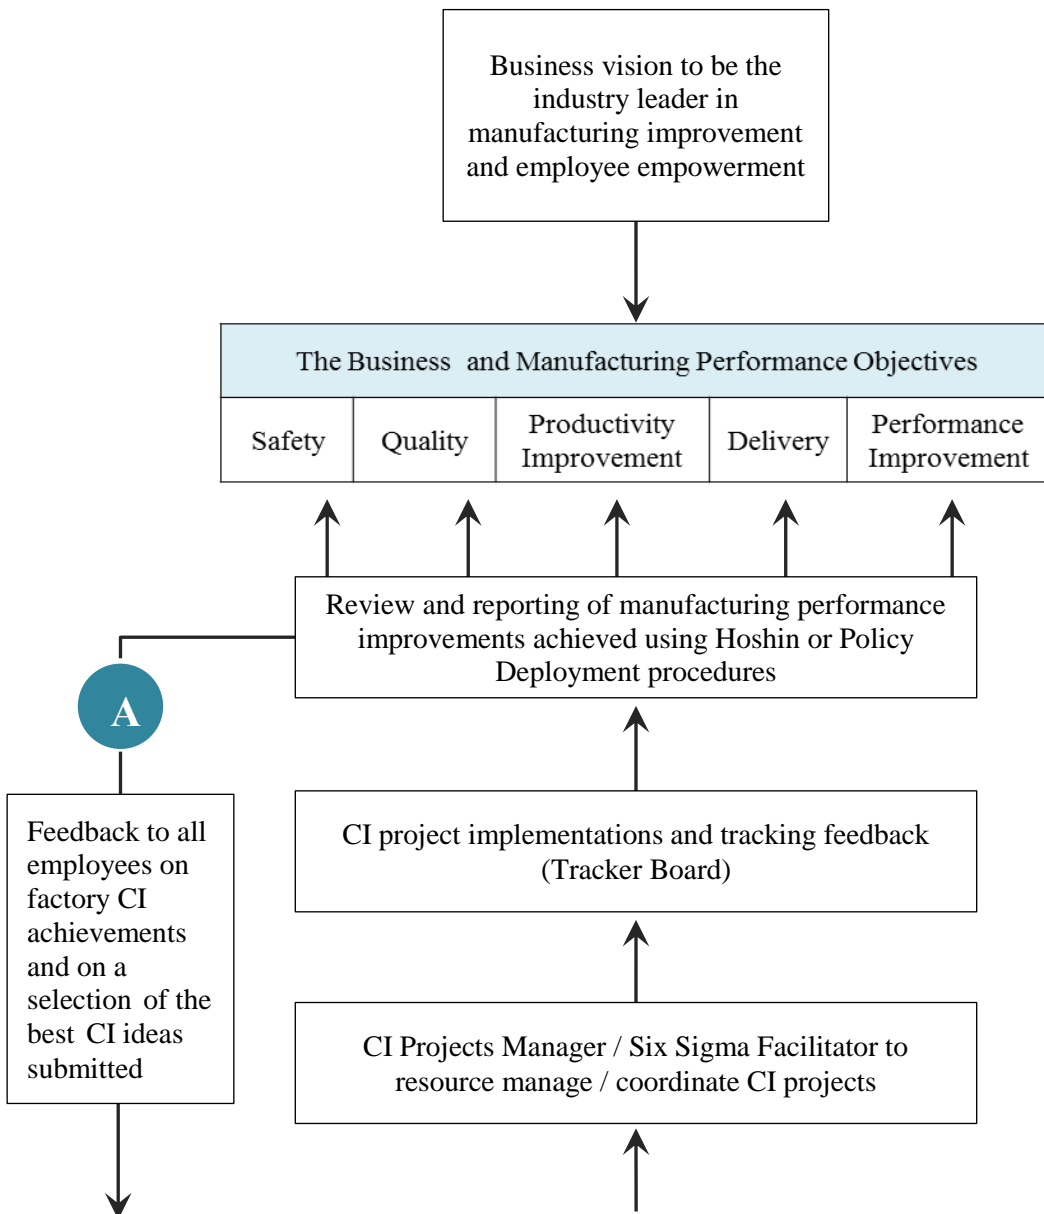 Business vision to be the
industry leader in
manufacturing improvement
and employee empowerment
The Business and Manufacturing Performance Objectives
Safety
Quality
Productivity
Improvement
Delivery
Performance
Improvement
Review and reporting of manufacturing performance
improvements achieved using Hoshin or Policy
Deployment procedures
A
Feedback to all
employees on
factory CI
achievements
and on a
selection of the
best CI ideas
submitted
CI project implementations and tracking feedback
(Tracker Board)
CI Projects Manager / Six Sigma Facilitator to
resource manage / coordinate CI projects